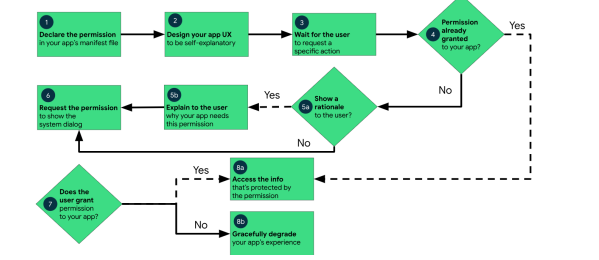 1
Declare the permission
in your app's manifest file
2
Design your app UX
to be self-explanatory
3
Wait for the user
to request a
specific action
4
Permission
already
granted
to your app?
Yes
No
5a
Show a
rationale
to the user?
Yes
No
5b
Explain to the user
why your app needs
this permission
6
Request the permission
to show the
system dialog
7
Does the
user grant
permission
to your app?
Yes
No
8a
Access the info
that's protected by
the permission
8b
Gracefully degrade
your app's experience